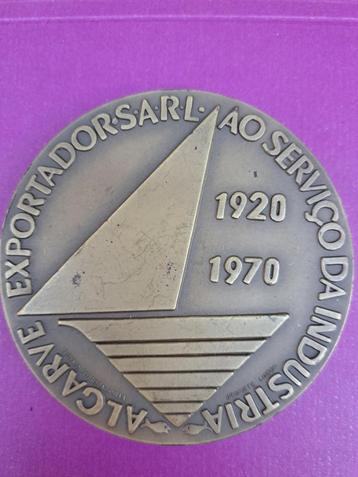 ALGARVE EXPORTADOR·S·A·R·L· AO SERVIÇO DA INDUSTRIA
1920
1970